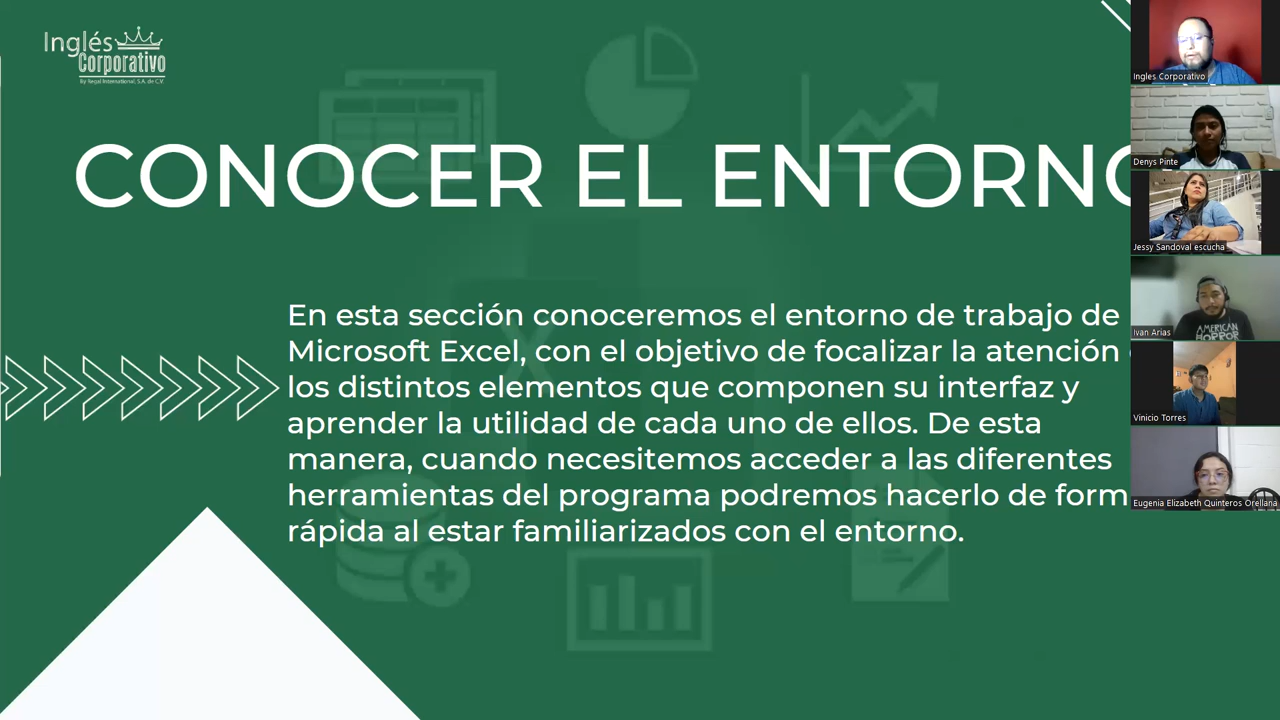 Inglés
Corporativo
By Regal International, S.A. de C.V.
CONOCER EL ENTORNO
En esta sección conoceremos el entorno de trabajo de
Microsoft Excel, con el objetivo de focalizar la atención
los distintos elementos que componen su interfaz y
aprender la utilidad de cada uno de ellos. De esta
manera, cuando necesitemos acceder a las diferentes
herramientas del programa podremos hacerlo de form
rápida al estar familiarizados con el entorno.
Ingles Corporativo
Denys Pinte
Jessy Sandoval escucha
Ivan Arias
AMERICAN
HORROR
Vinicio Torres
Eugenia Elizabeth Quinteros Orellana